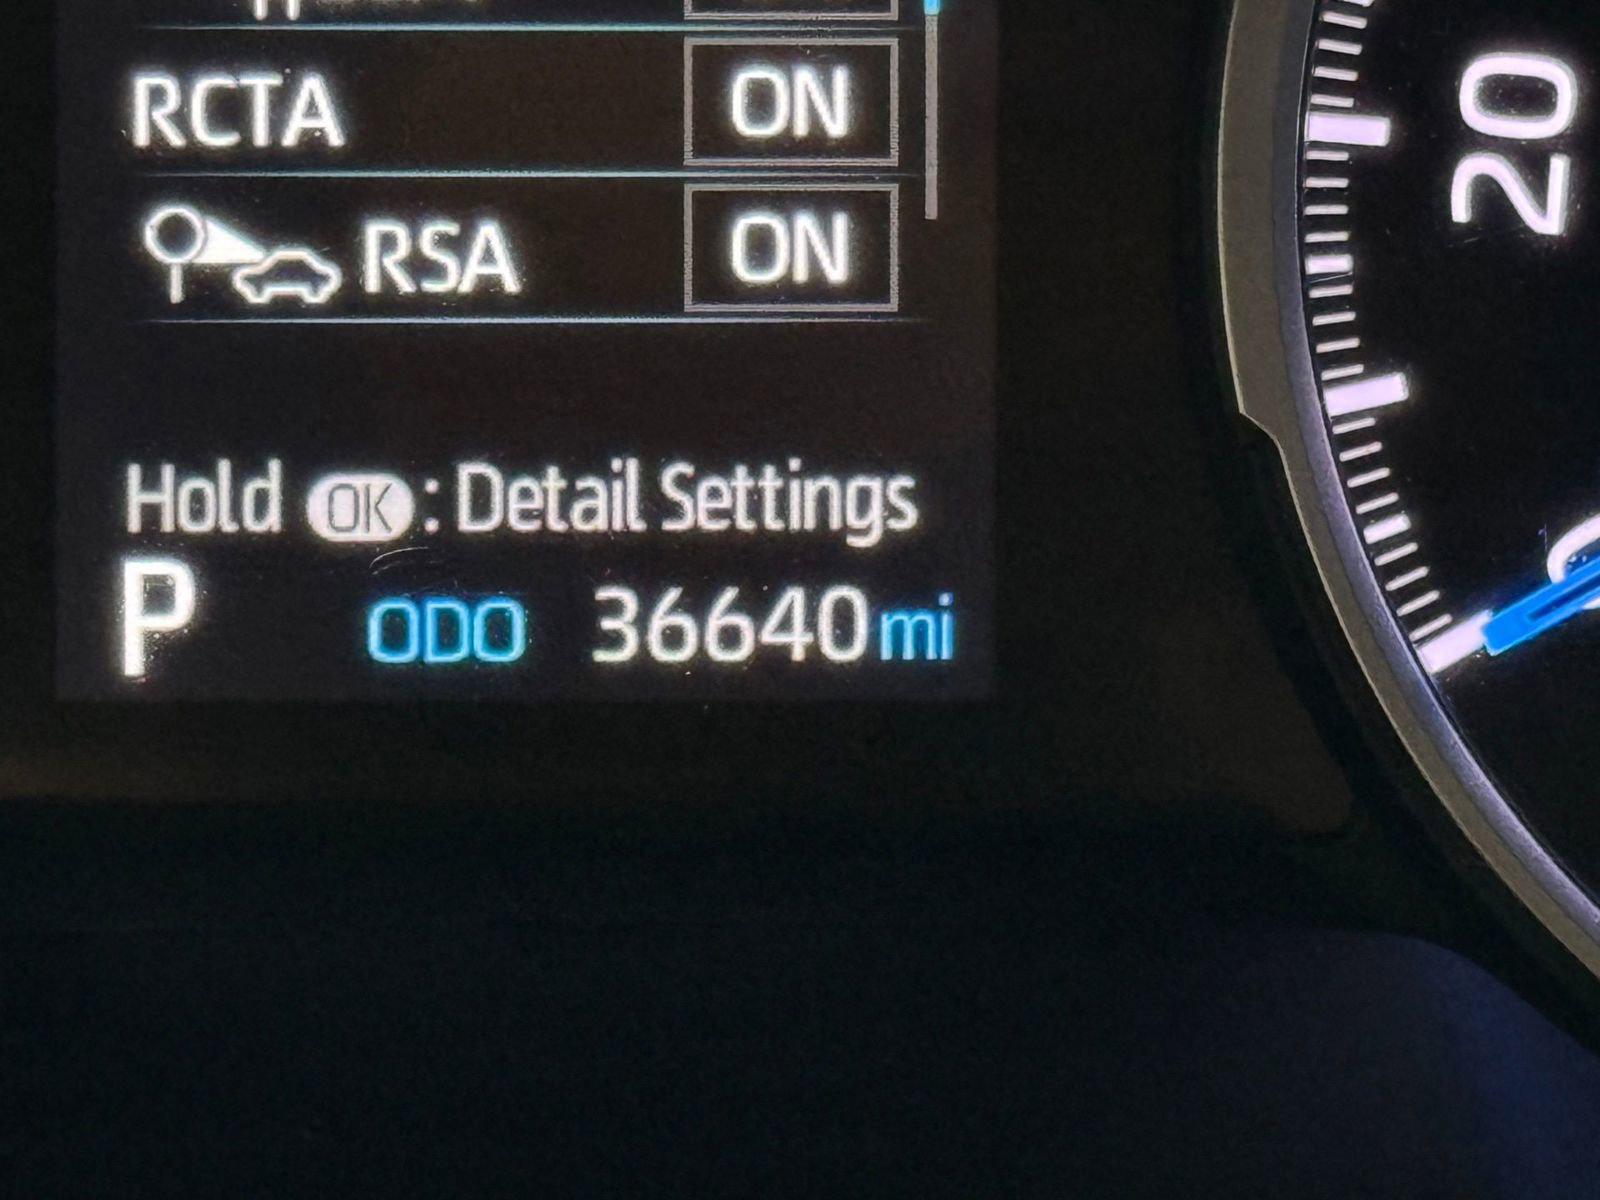 RCTA ON
RSA ON
Hold OK : Detail Settings
P ODO 36640 mi
20